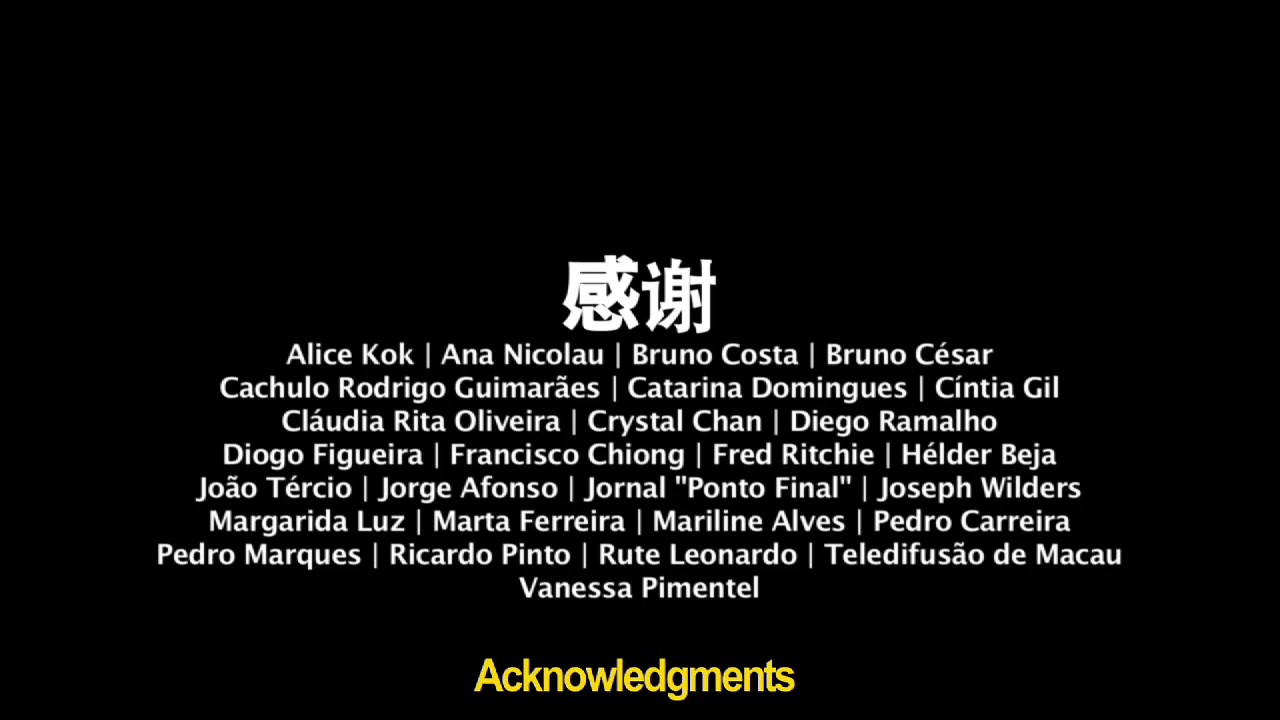 感谢
Alice Kok | Ana Nicolau | Bruno Costa | Bruno César
Cachulo Rodrigo Guimarães | Catarina Domingues | Cíntia Gil
Cláudia Rita Oliveira | Crystal Chan | Diego Ramalho
Diogo Figueira | Francisco Chiong | Fred Ritchie | Hélder Beja
João Tércio | Jorge Afonso | Jornal "Ponto Final" | Joseph Wilders
Margarida Luz | Marta Ferreira | Mariline Alves | Pedro Carreira
Pedro Marques | Ricardo Pinto | Rute Leonardo | Teledifusão de Macau
Vanessa Pimentel
Acknowledgments